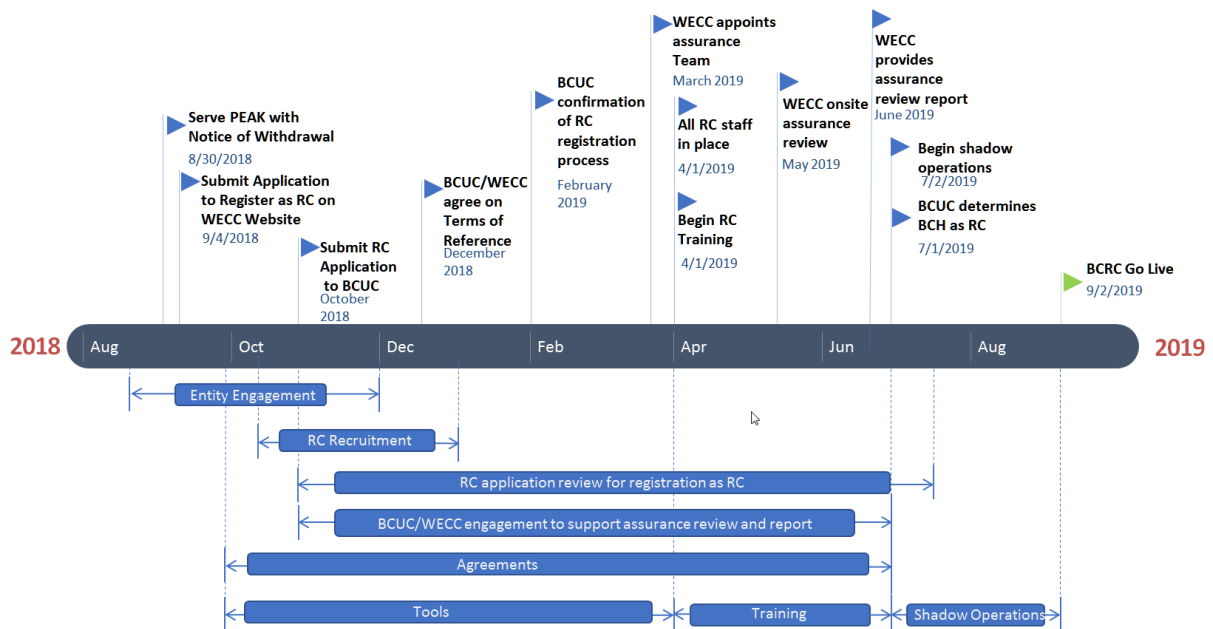 Serve PEAK with
Notice of Withdrawal
8/30/2018
Submit Application
to Register as RC on
WECC Website
9/4/2018
Submit RC
Application
to BCUC
October
2018
BCUC/WECC
agree on
Terms of
Reference
December
2018
BCUC
confirmation
of RC
registration
process
February
2019
WECC appoints
assurance
Team
March 2019
All RC staff
in place
4/1/2019
Begin RC
Training
4/1/2019
WECC onsite
assurance
review
May 2019
WECC
provides
assurance
review report
June 2019
Begin shadow
operations
7/2/2019
BCUC determines
BCH as RC
7/1/2019
BCRC Go Live
9/2/2019
2018 Aug Oct Dec Feb Apr Jun Aug 2019
Entity Engagement
RC Recruitment
RC application review for registration as RC
BCUC/WECC engagement to support assurance review and report
Agreements
Tools Training Shadow Operations